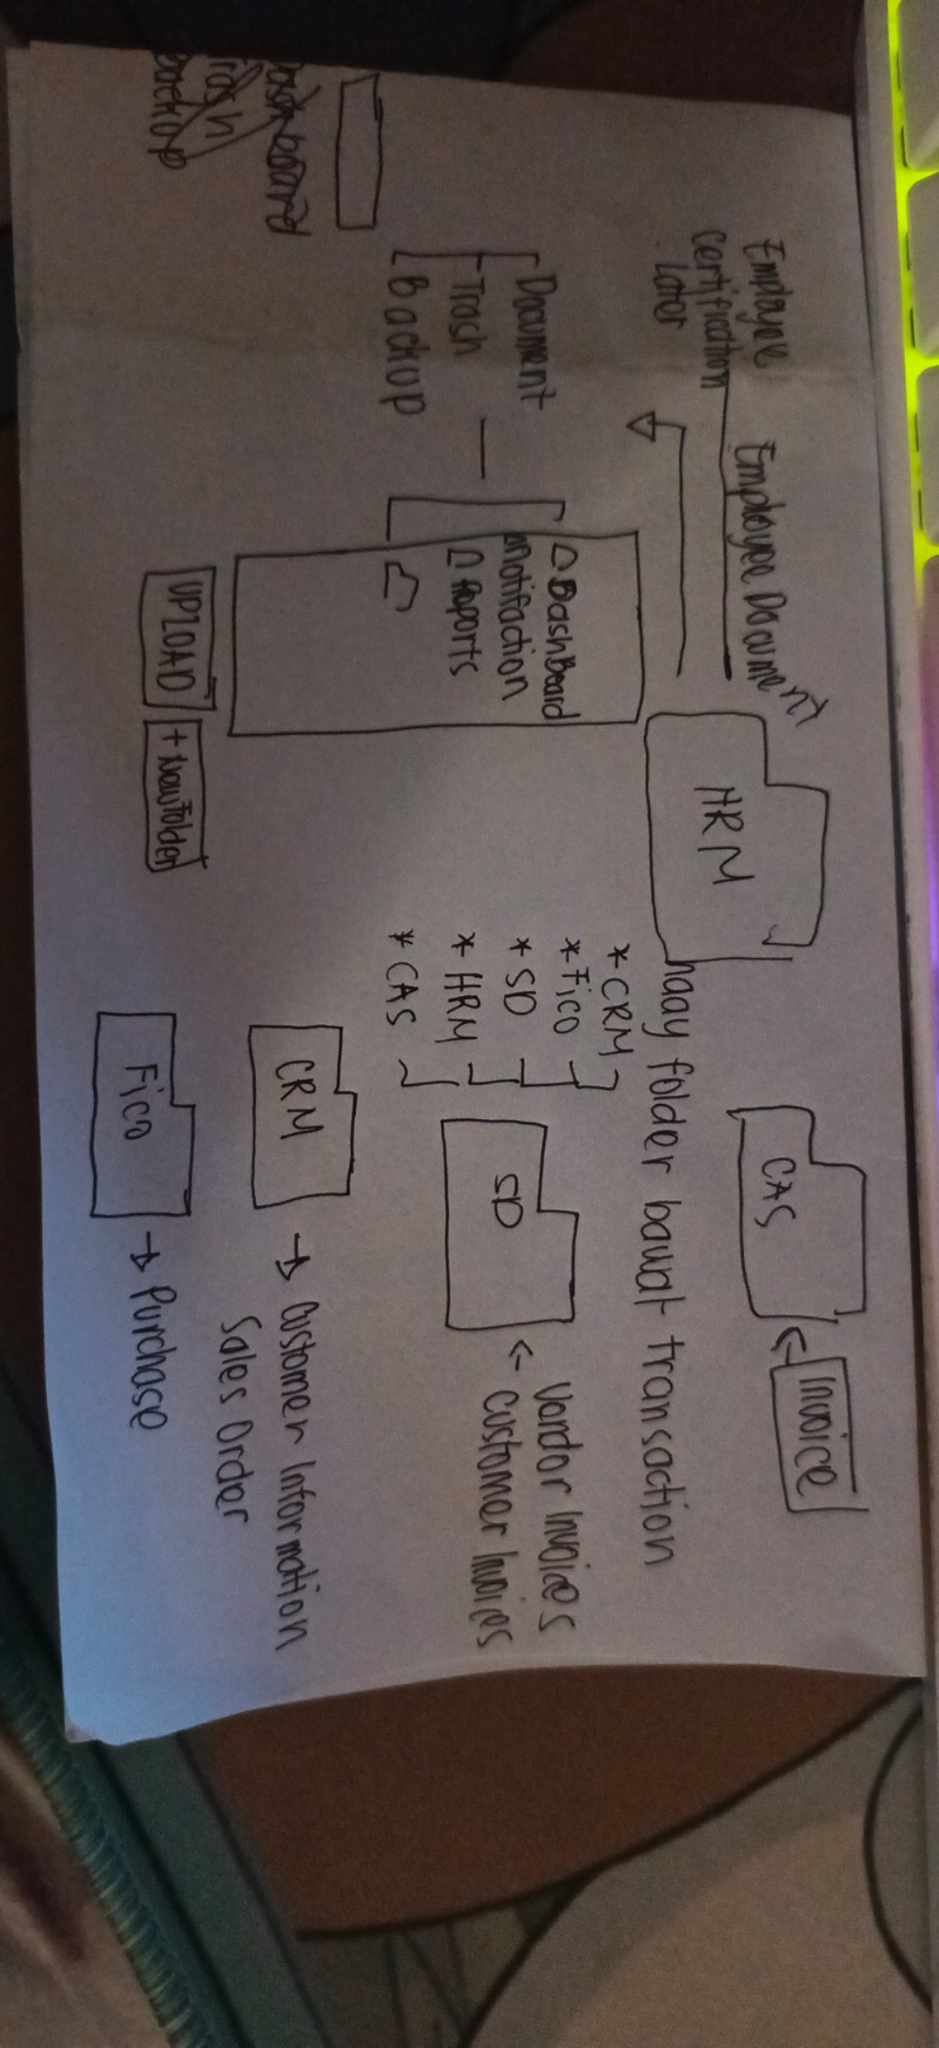 Employee
Certification
Later
Employee Document
HRM
CAS
Invoice
haay folder bawat transaction
* CRM
* Fico
* SD
* HRM
* CAS
SD
Vendor Invoices
Customer Invoices
Document
Trash
Backup
DashBoard
Notifaction
Reports
UPLOAD
+ New Folder
Dashboard
Trash
backup
CRM
Customer Information
Sales Order
Fico
Purchase